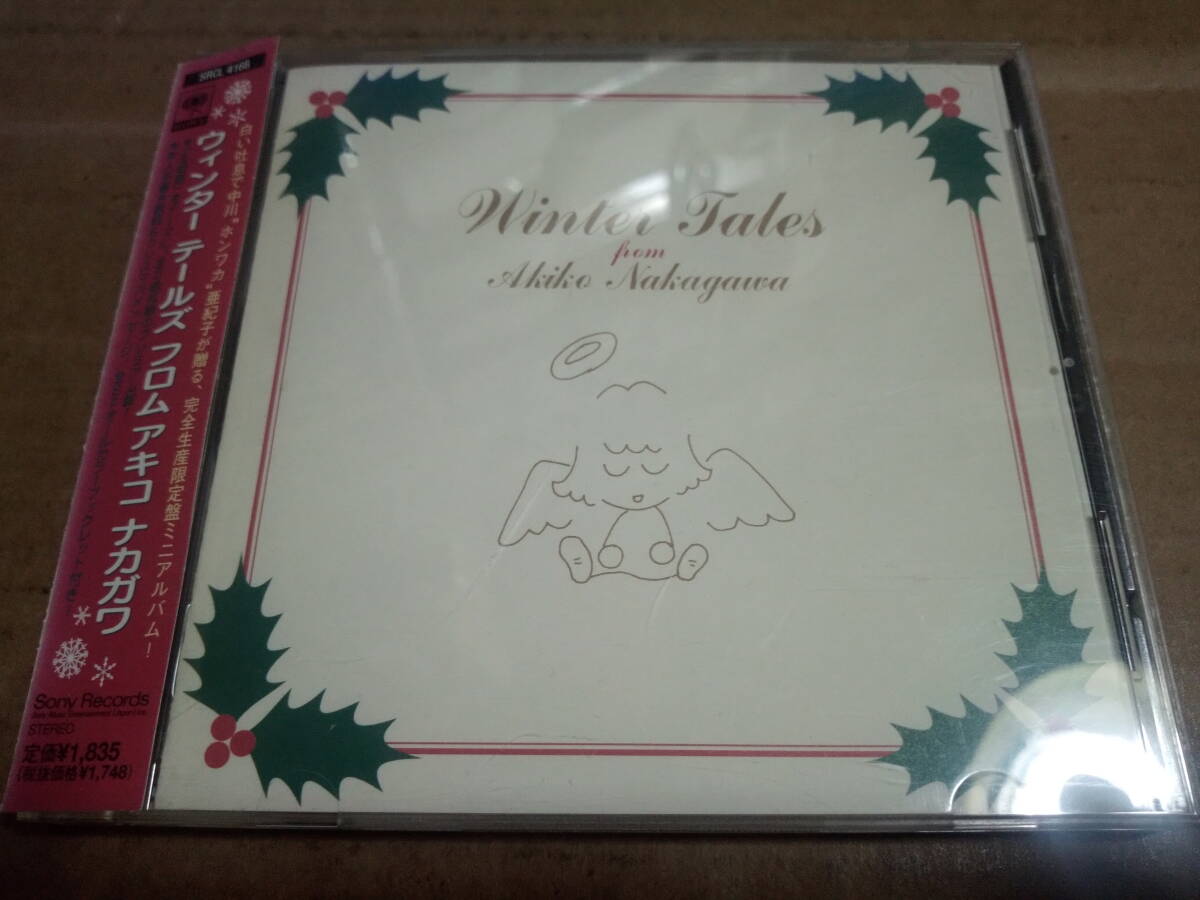 SRCL 4168
白い吐息で中川"ホンワカ"亜紀子が贈る、完全生産限定盤ミニアルバム!
ウィンター テールズ フロム アキコ ナカガワ
Sony Records
STEREO
定価¥1,835
(税抜価格¥1,748)
Winter Tales
from
Akiko Nakagawa